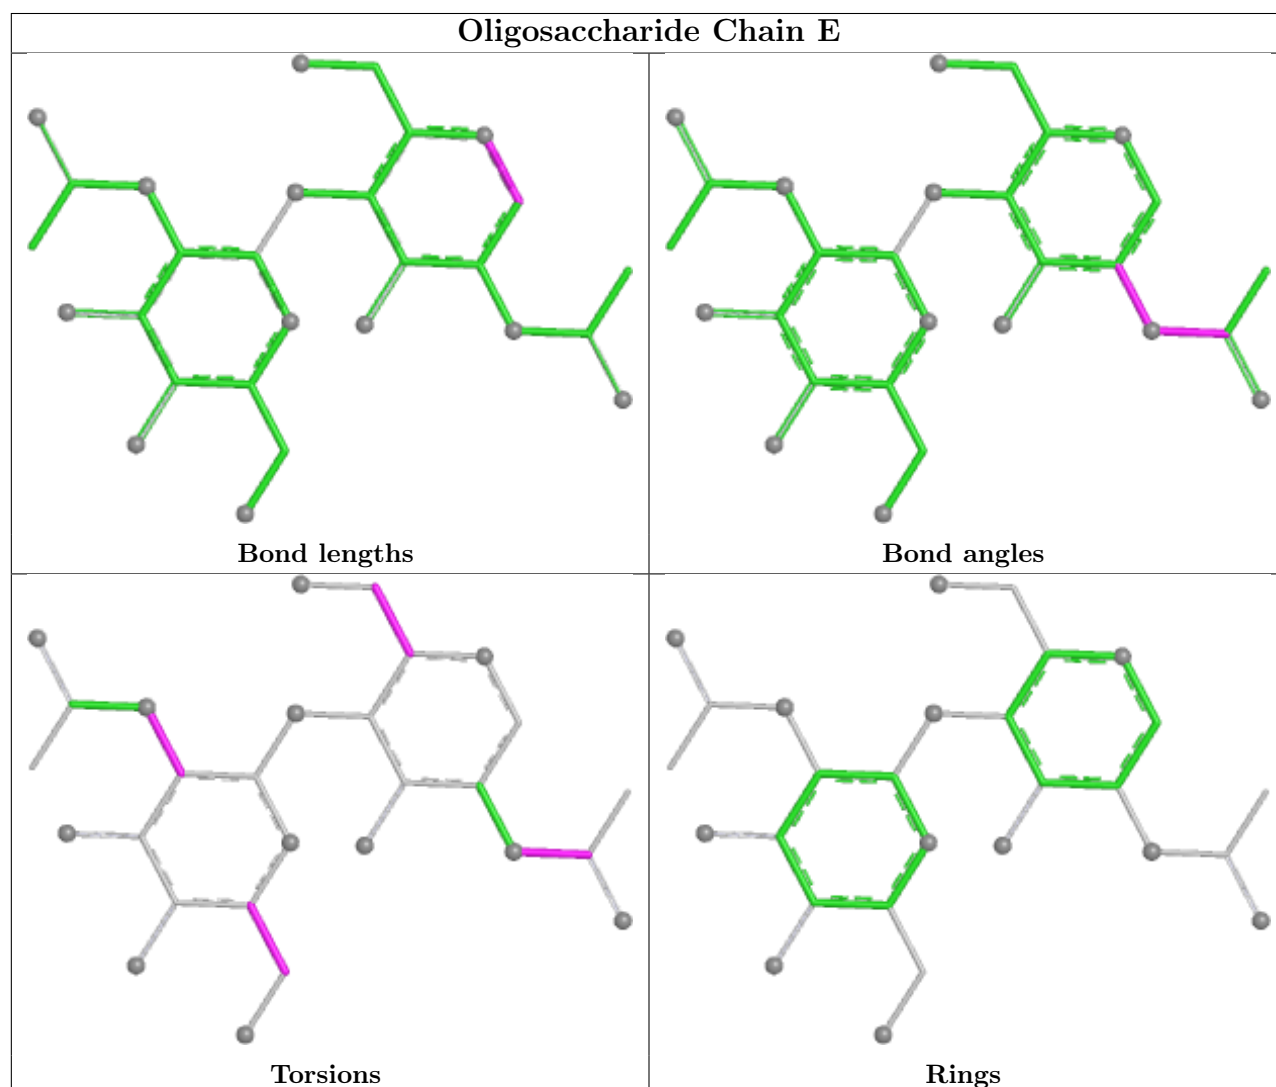 Oligosaccharide Chain E
Bond lengths
Bond angles
Torsions
Rings